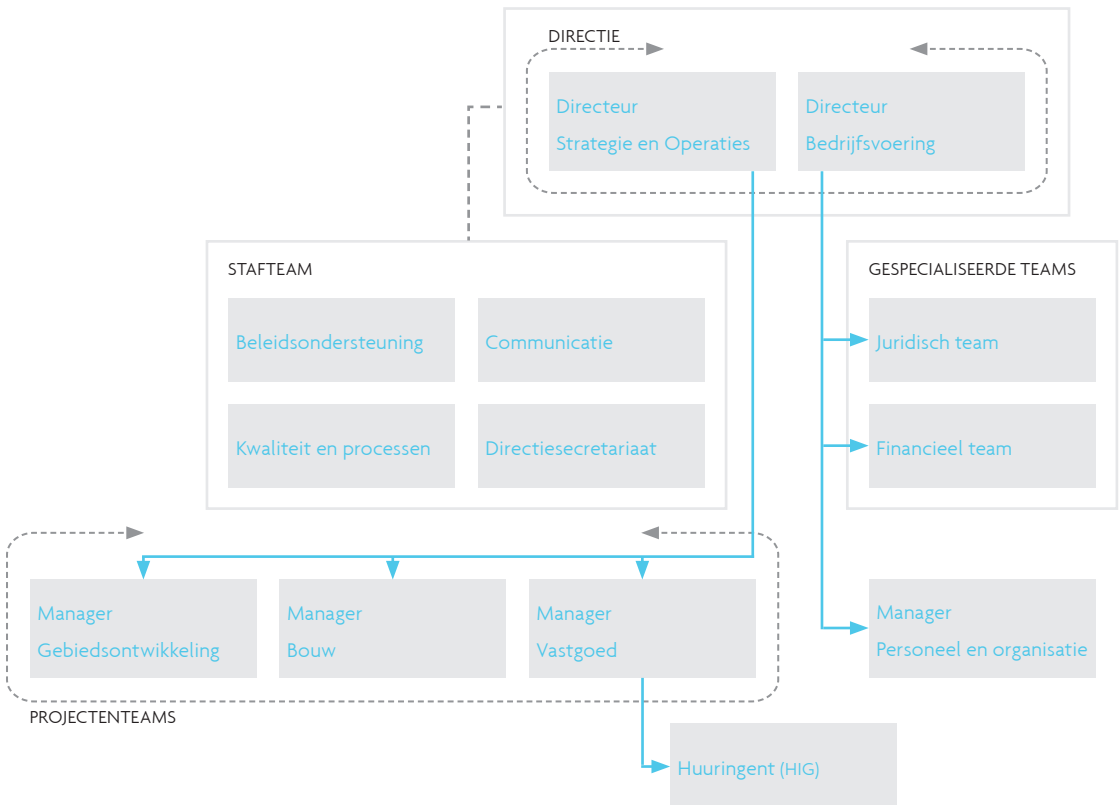 DIRECTIE
Directeur
Strategie en Operaties
Directeur
Bedrijfsvoering
STAFTEAM
Beleidsondersteuning
Communicatie
Kwaliteit en processen
Directiesecretariaat
GESPECIALISEERDE TEAMS
Juridisch team
Financieel team
Manager
Gebiedsontwikkeling
Manager
Bouw
Manager
Vastgoed
Manager
Personeel en organisatie
PROJECTENTEAMS
Huuringent (HIG)